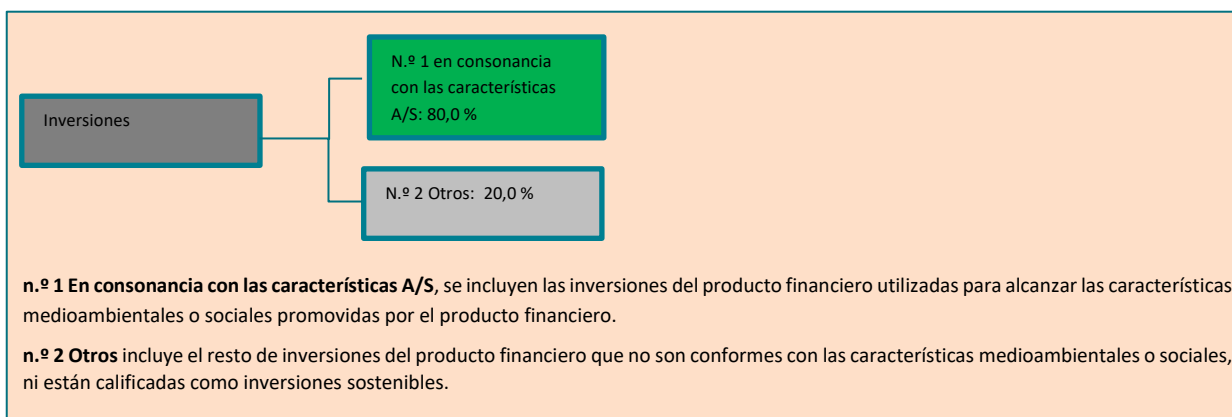 N.º 1 en consonancia
con las características
A/S: 80,0 %
Inversiones
N.º 2 Otros: 20,0 %
n.º 1 En consonancia con las características A/S, se incluyen las inversiones del producto financiero utilizadas para alcanzar las características
medioambientales o sociales promovidas por el producto financiero.
n.º 2 Otros incluye el resto de inversiones del producto financiero que no son conformes con las características medioambientales o sociales,
ni están calificadas como inversiones sostenibles.